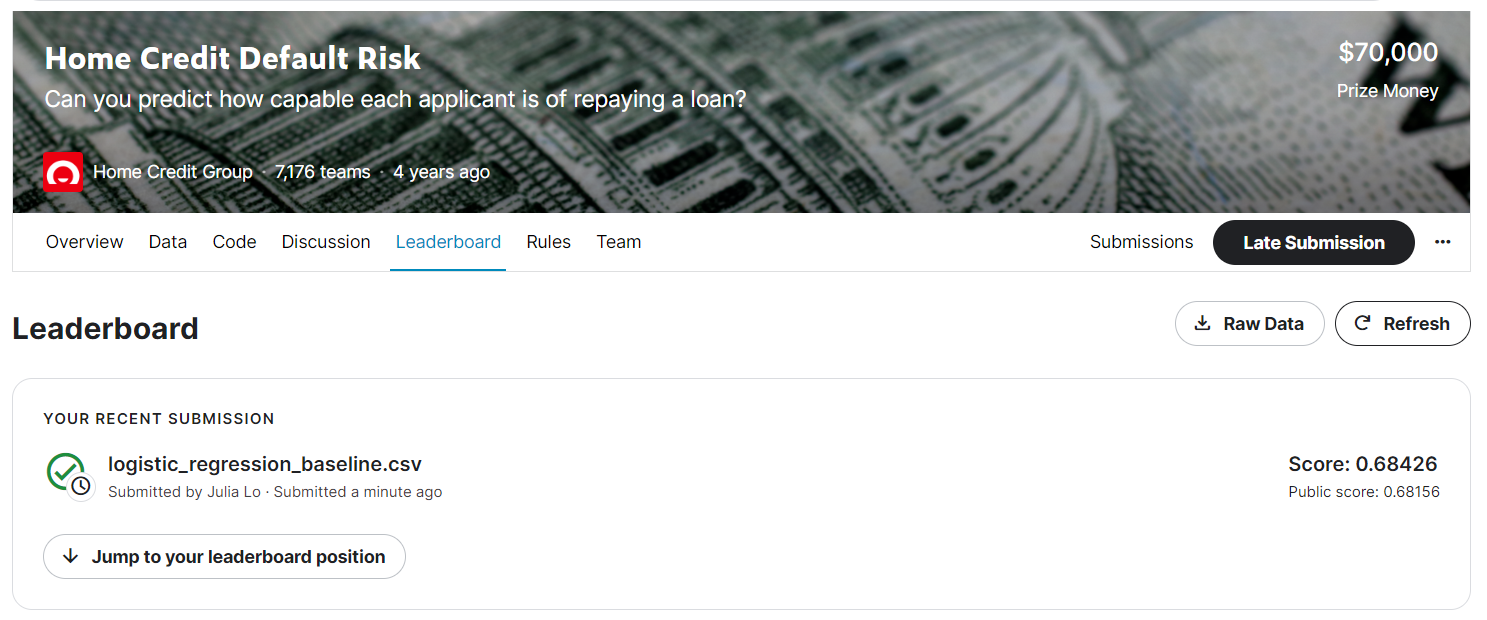 Home Credit Default Risk
$70,000
Can you predict how capable each applicant is of repaying a loan?
Prize Money
Home Credit Group · 7,176 teams · 4 years ago
Overview Data Code Discussion Leaderboard Rules Team Submissions Late Submission ...
Leaderboard
Raw Data Refresh
YOUR RECENT SUBMISSION
logistic_regression_baseline.csv
Score: 0.68426
Submitted by Julia Lo · Submitted a minute ago
Public score: 0.68156
Jump to your leaderboard position